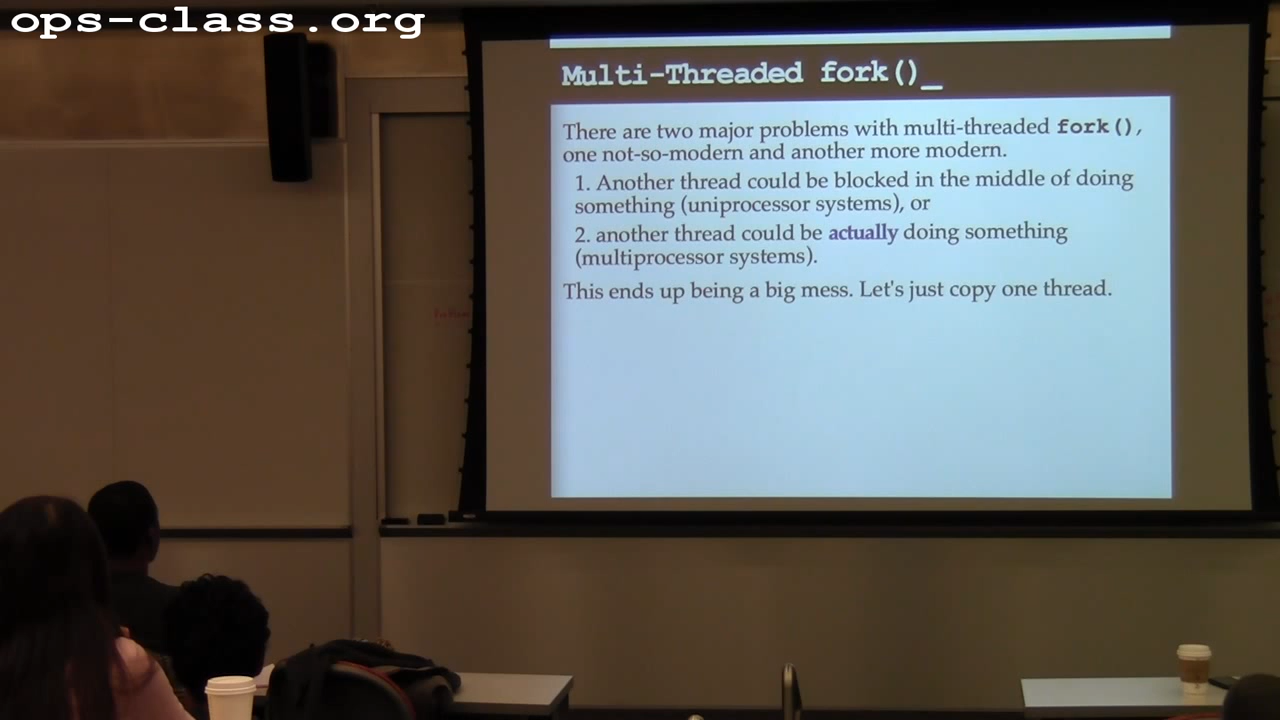 ops-class.org
Multi-Threaded fork()_
There are two major problems with multi-threaded fork(),
one not-so-modern and another more modern.
1. Another thread could be blocked in the middle of doing
something (uniprocessor systems), or
2. another thread could be actually doing something
(multiprocessor systems).
This ends up being a big mess. Let's just copy one thread.